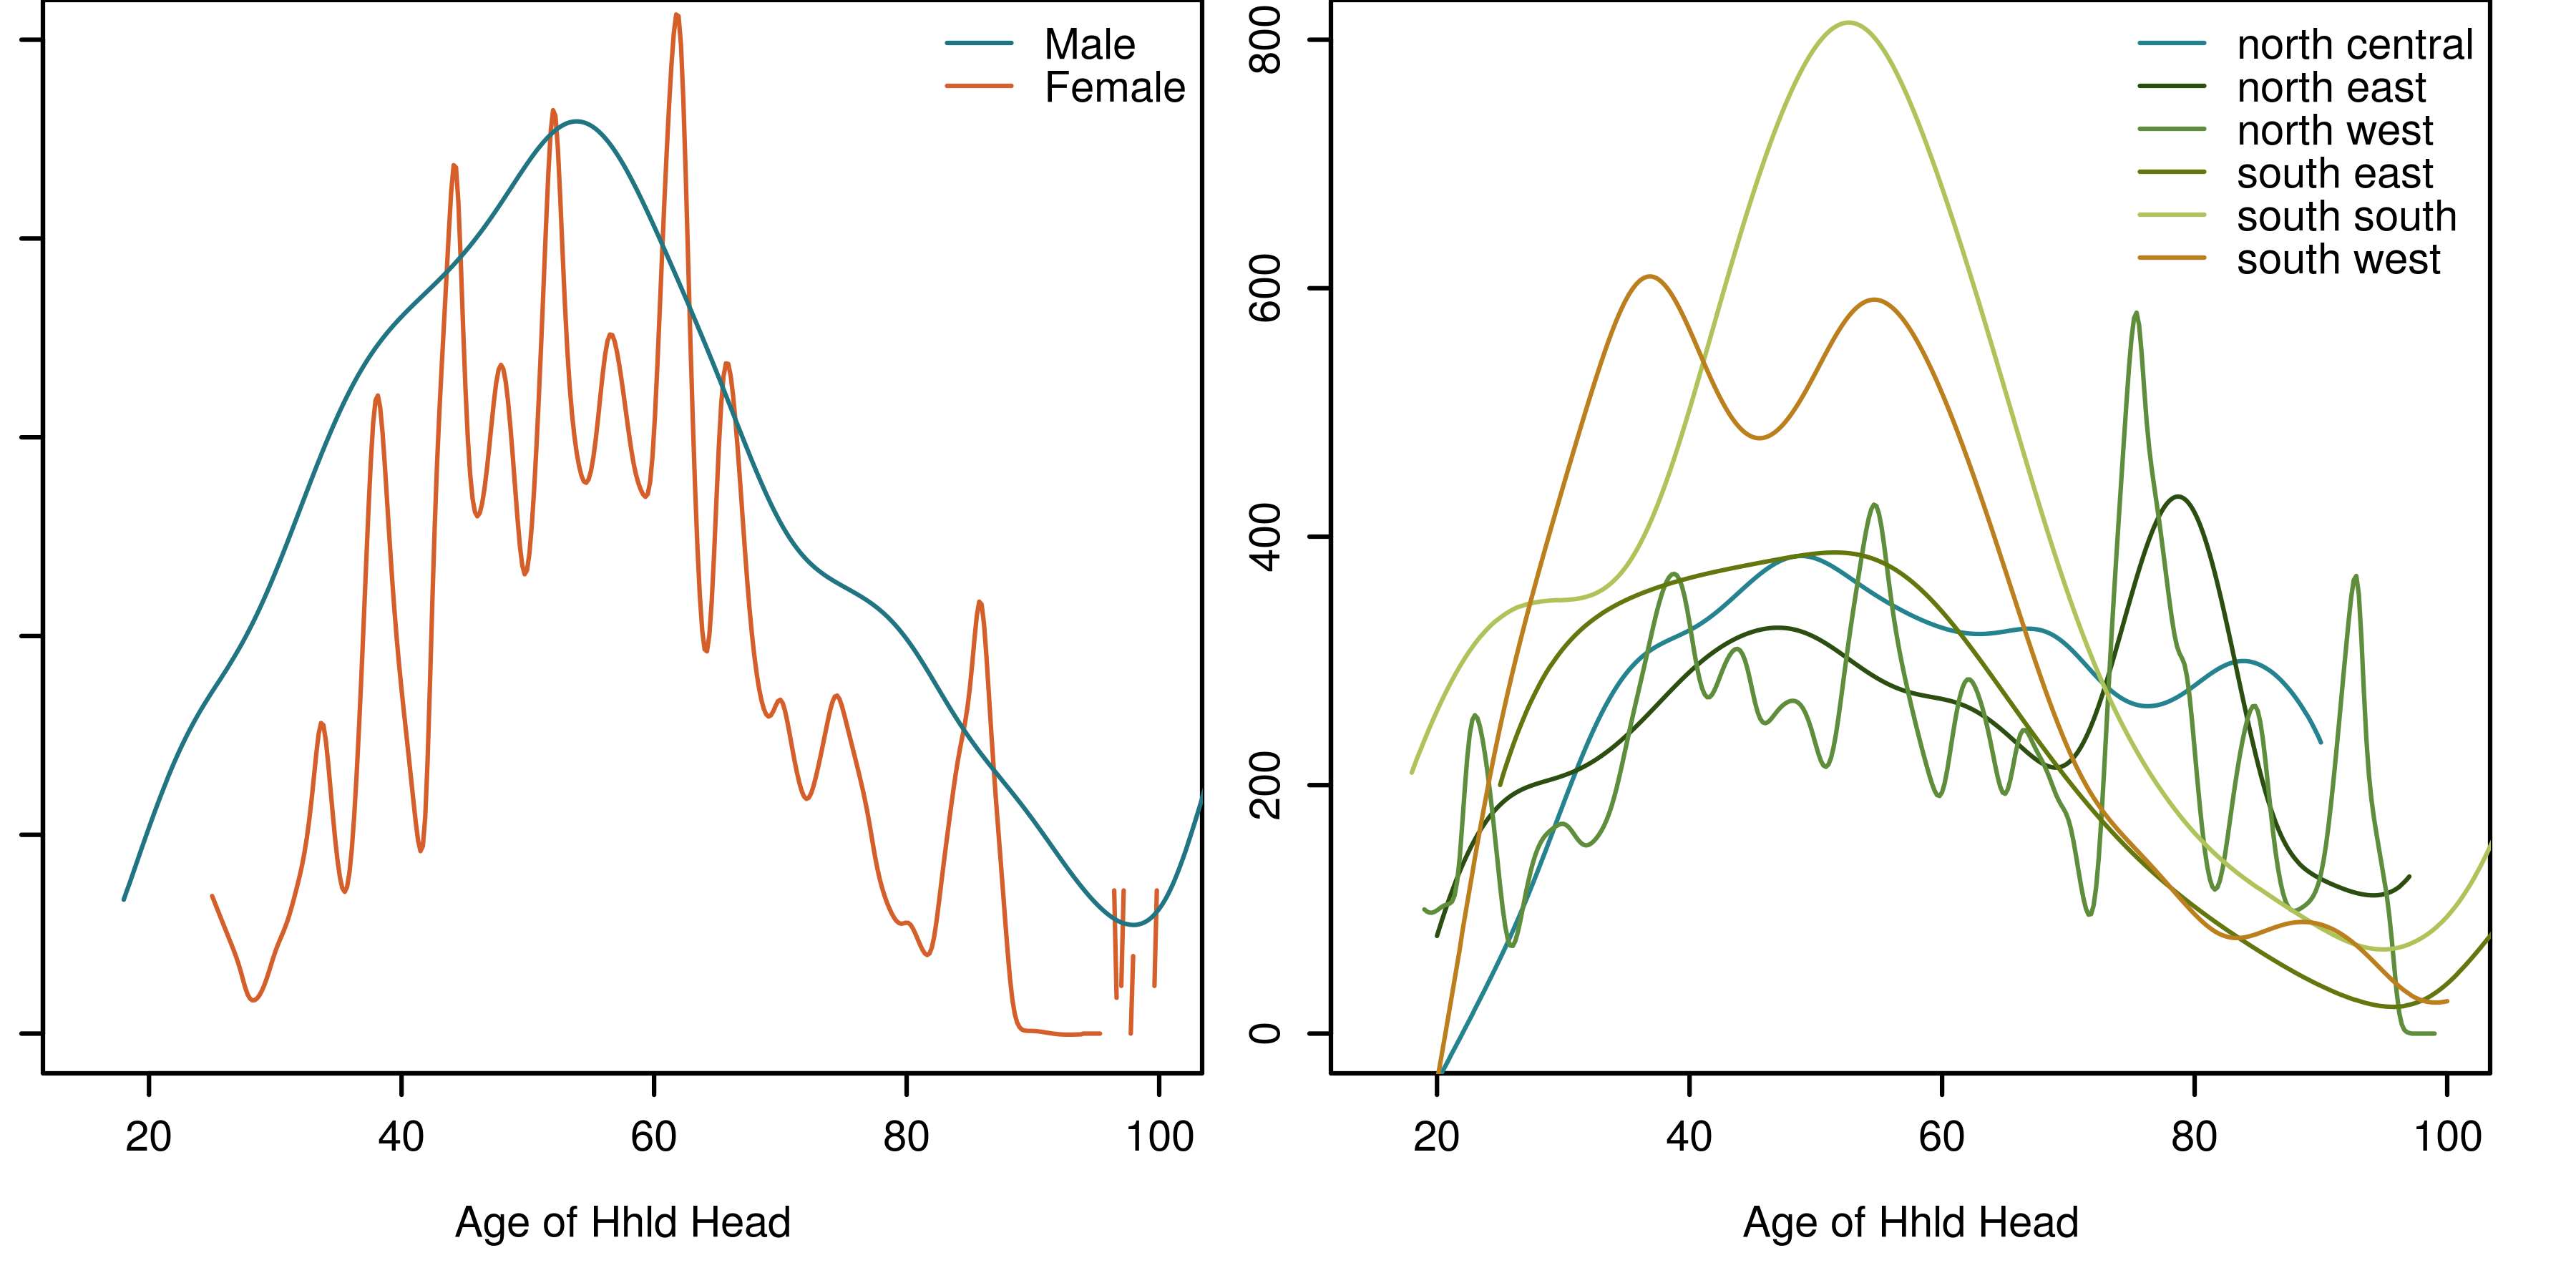 Male
Female
20 40 60 80 100
Age of Hhld Head
800
600
400
200
0
north central
north east
north west
south east
south south
south west
20 40 60 80 100
Age of Hhld Head